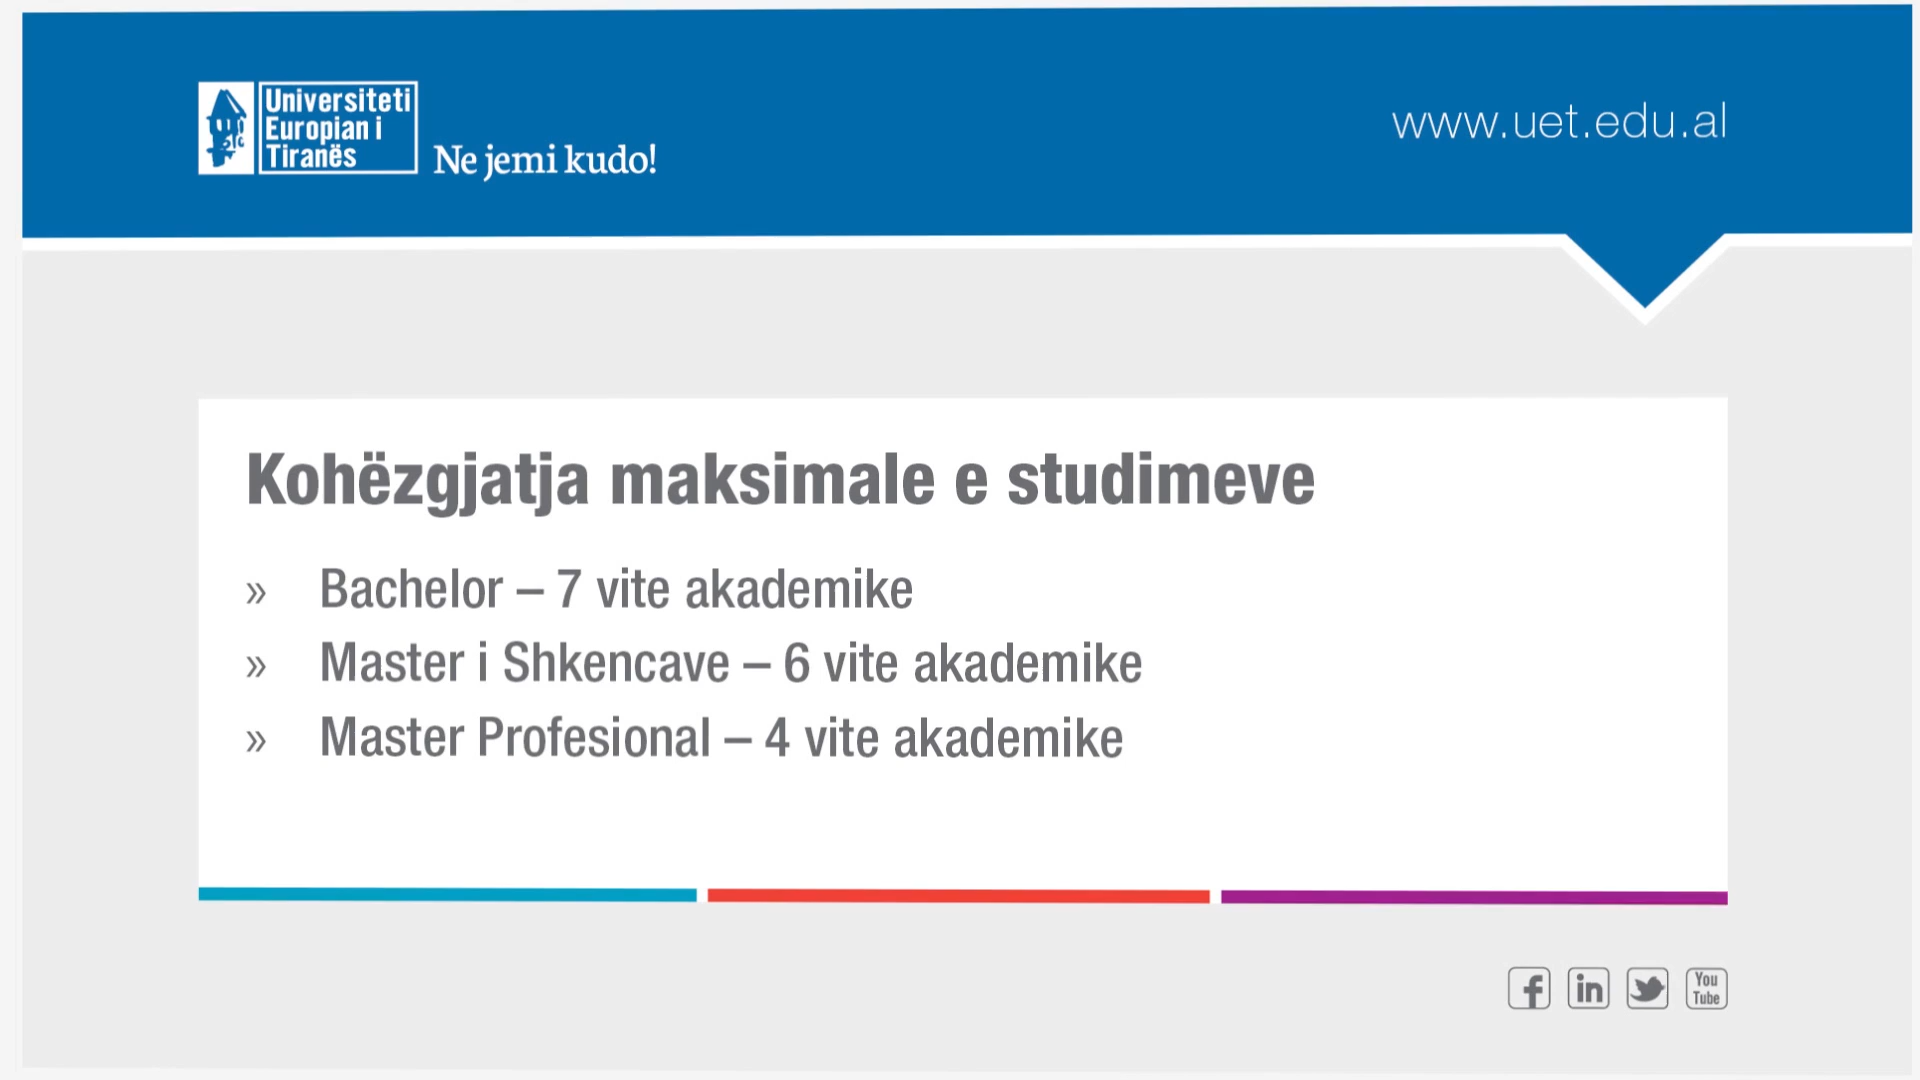 Universiteti
Europian i
Tiranës
Ne jemi kudo!
www.uet.edu.al
Kohëzgjatja maksimale e studimeve
» Bachelor – 7 vite akademike
» Master i Shkencave – 6 vite akademike
» Master Profesional – 4 vite akademike
f in You
Tube